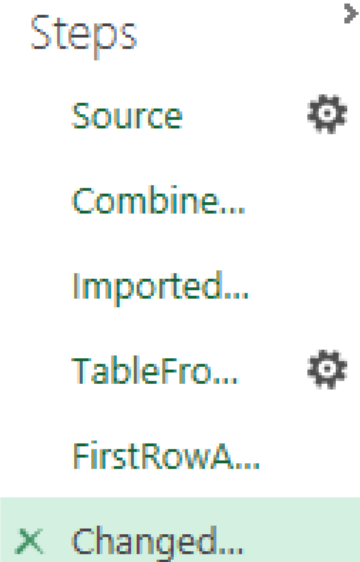 Steps
Source
Combine...
Imported...
TableFro...
FirstRowA...
Changed...